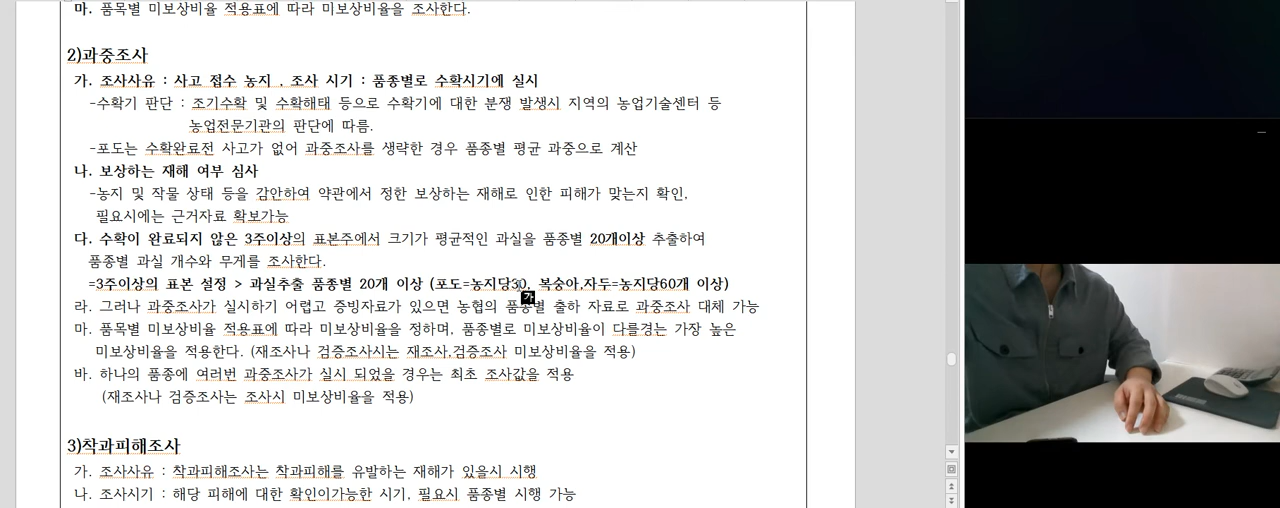 마. 품목별 미보상비율 적용표에 따라 미보상비율을 조사한다.
2)과중조사
가. 조사사유 : 사고 접수 농지 . 조사 시기 : 품종별로 수확시기에 실시
-수확기 판단 : 조기수확 및 수확해태 등으로 수확기에 대한 분쟁 발생시 지역의 농업기술센터 등
농업전문기관의 판단에 따름.
-포도는 수확완료전 사고가 없어 과중조사를 생략한 경우 품종별 평균 과중으로 계산
나. 보상하는 재해 여부 심사
-농지 및 작물 상태 등을 감안하여 약관에서 정한 보상하는 재해로 인한 피해가 맞는지 확인.
필요시에는 근거자료 확보가능
다. 수확이 완료되지 않은 3주이상의 표본주에서 크기가 평균적인 과실을 품종별 20개이상 추출하여
품종별 과실 개수와 무게를 조사한다.
=3주이상의 표본 설정 > 과실추출 품종별 20개 이상 (포도=농지당30, 복숭아,자두=농지당60개 이상)
가
라. 그러나 과중조사가 실시하기 어렵고 증빙자료가 있으면 농협의 품종별 출하 자료로 과중조사 대체 가능
마. 품목별 미보상비율 적용표에 따라 미보상비율을 정하며, 품종별로 미보상비율이 다를경는 가장 높은
미보상비율을 적용한다. (재조사나 검증조사시는 재조사,검증조사 미보상비율을 적용)
바. 하나의 품종에 여러번 과중조사가 실시 되었을 경우는 최초 조사값을 적용
(재조사나 검증조사는 조사시 미보상비율을 적용)
3)착과피해조사
가. 조사사유 : 착과피해조사는 착과피해를 유발하는 재해가 있을시 시행
나. 조사시기 : 해당 피해에 대한 확인이가능한 시기, 필요시 품종별 시행 가능